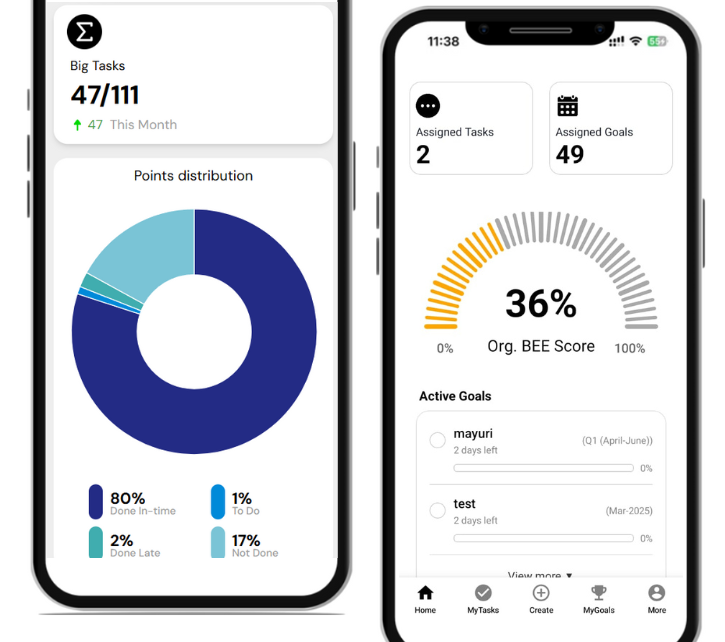 Σ
Big Tasks
47/111
47 This Month
Points distribution
80%
Done In-time
1%
To Do
2%
Done Late
17%
Not Done
11:38
55
Assigned Tasks
2
Assigned Goals
49
36%
0%
Org. BEE Score
100%
Active Goals
mayuri
(Q1 (April-June))
2 days left
0%
test
(Mar-2025)
2 days left
0%
View more ▼
Home
MyTasks
Create
MyGoals
More